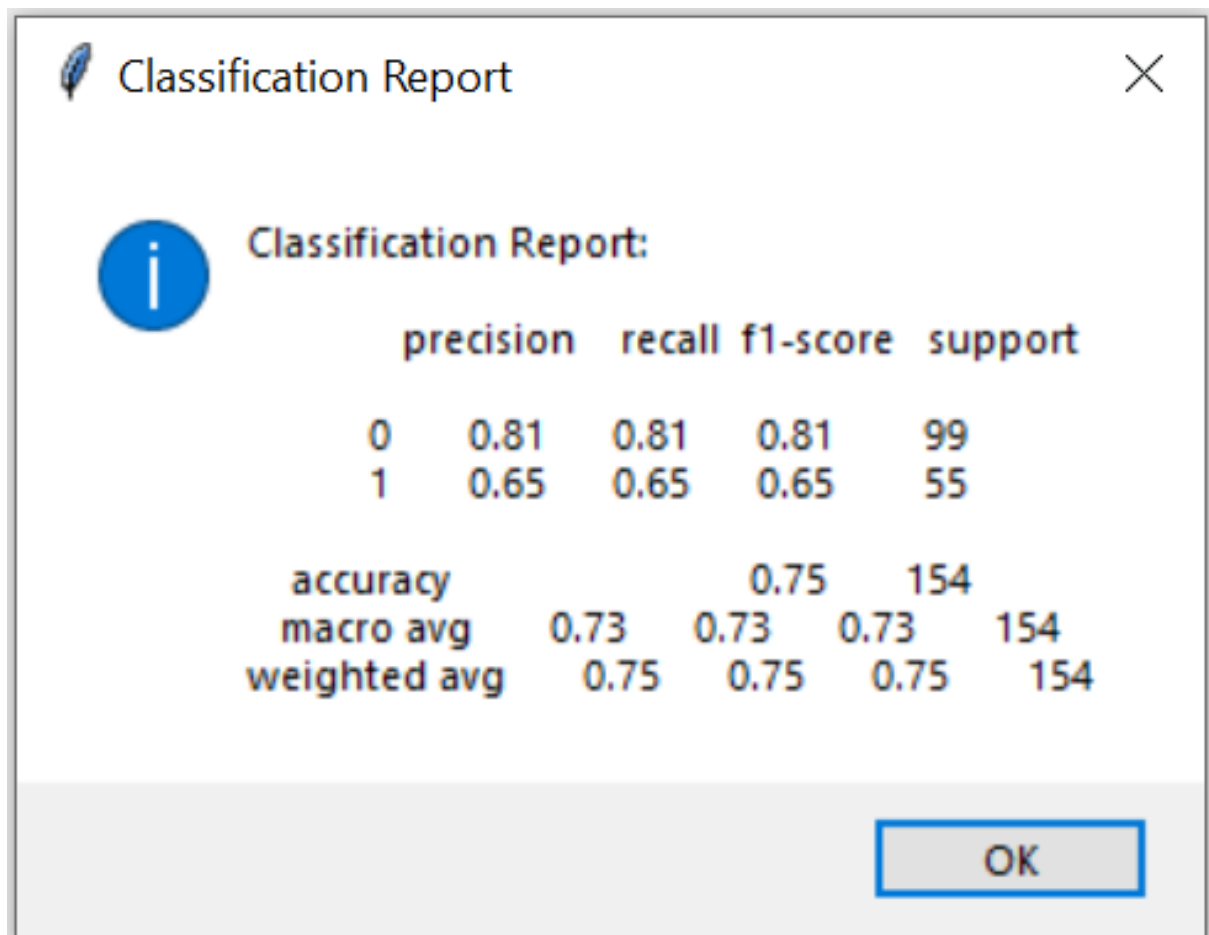 Classification Report
Classification Report:
precision recall f1-score support
0 0.81 0.81 0.81 99
1 0.65 0.65 0.65 55
accuracy 0.75 154
macro avg 0.73 0.73 0.73 154
weighted avg 0.75 0.75 0.75 154
OK